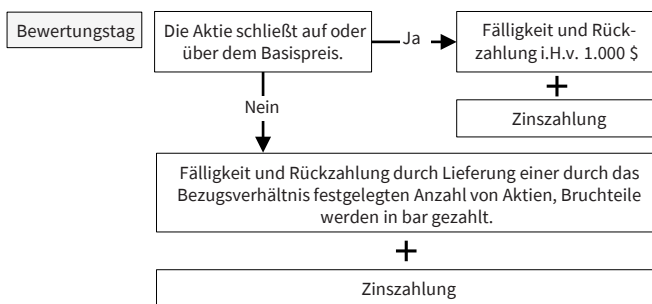 Bewertungstag
Die Aktie schließt auf oder
über dem Basispreis.
Ja
Fälligkeit und Rück-
zahlung i.H.v. 1.000 $
+
Zinszahlung
Nein
Fälligkeit und Rückzahlung durch Lieferung einer durch das
Bezugsverhältnis festgelegten Anzahl von Aktien, Bruchteile
werden in bar gezahlt.
+
Zinszahlung